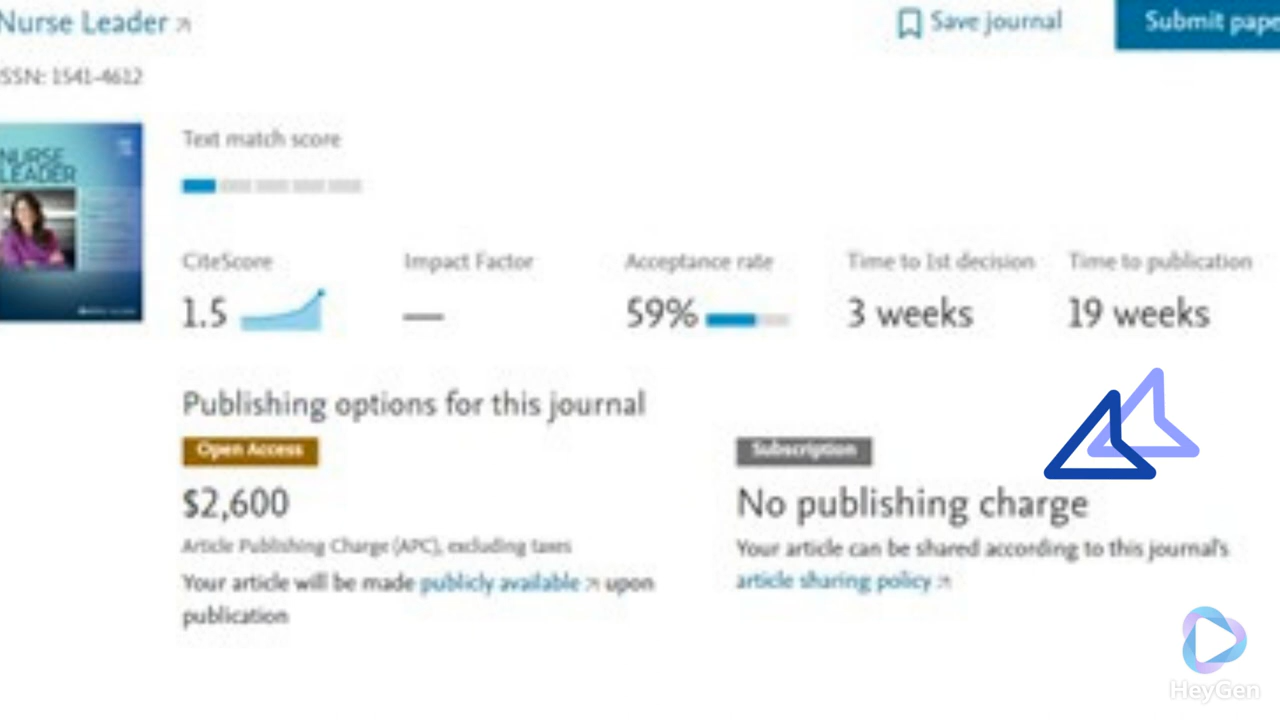 Nurse Leader
Save journal
Submit pape
SSN: 1541-4612
NURSE
LEADER
Text match score
CiteScore
Impact Factor
Acceptance rate
Time to 1st decision
Time to publication
1.5
—
59%
3 weeks
19 weeks
Publishing options for this journal
Open Access
Subscription
$2,600
No publishing charge
Article Publishing Charge (APC), excluding taxes
Your article can be shared according to this journal's
Your article will be made publicly available upon
article sharing policy
publication
HeyGen